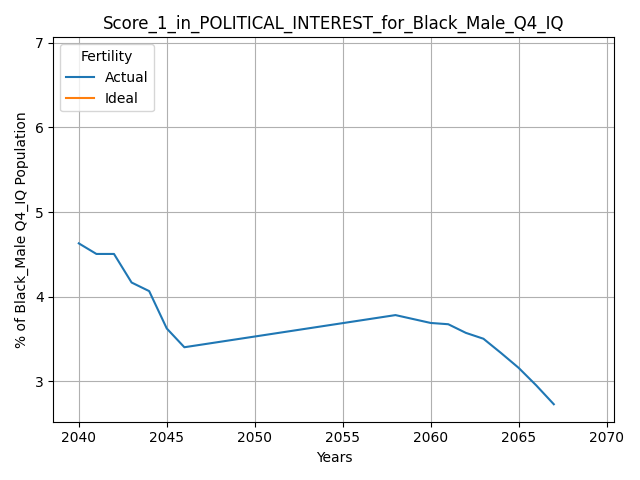 Score_1_in_POLITICAL_INTEREST_for_Black_Male_Q4_IQ
7
6
5
4
3
% of Black_Male Q4_IQ Population
Fertility
Actual
Ideal
2040 2045 2050 2055 2060 2065 2070
Years